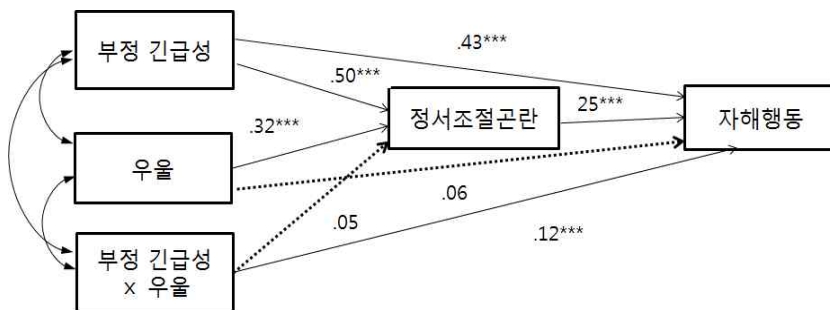 부정 긴급성
.43***
.50***
정서조절곤란
25***
자해행동
.32***
우울
.06
.05
.12***
부정 긴급성
x 우울